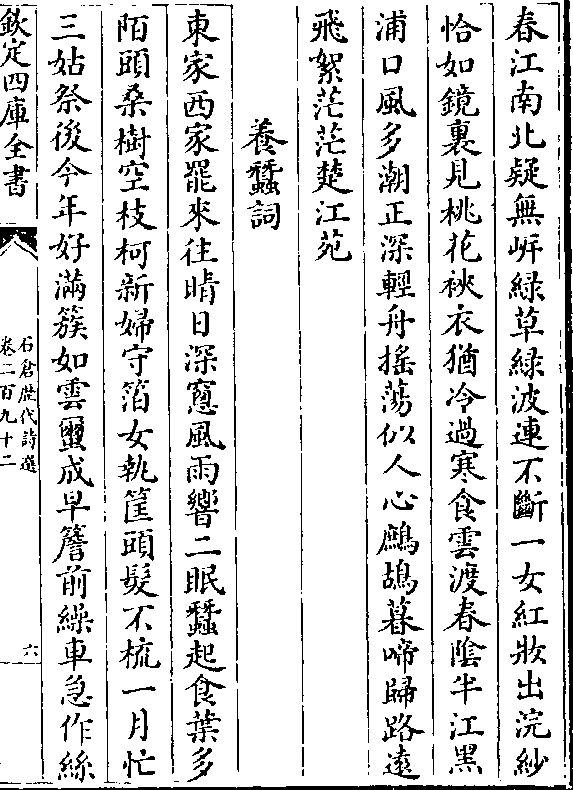 春江南北疑無岍緑草緑波連不斷一女紅妝出浣紗
恰如鏡裏見桃花裌衣猶冷過寒食雲渡春陰半江黑
浦口風多潮正深輕舟搖蕩似人心鷓鴣暮啼歸路遠
飛絮茫茫楚江苑
養蠶詞
東家西家罷來往晴日深窻風雨響二眠蠶起食葉多
陌頭桑樹空枝柯新婦守箔女執筐頭髮不梳一月忙
三姑祭後今年好滿簇如雲璽成早簷前繰車急作絲
欽定四庫全書
石倉歴代詩選
卷二百九十二
六